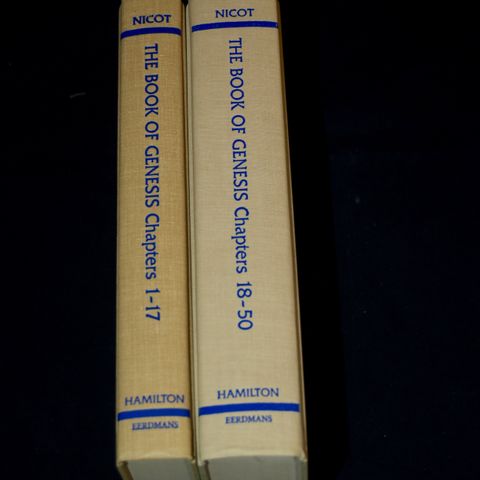 NICOT
THE BOOK OF GENESIS Chapters 1-17
HAMILTON
EERDMANS
NICOT
THE BOOK OF GENESIS Chapters 18-50
HAMILTON
EERDMANS